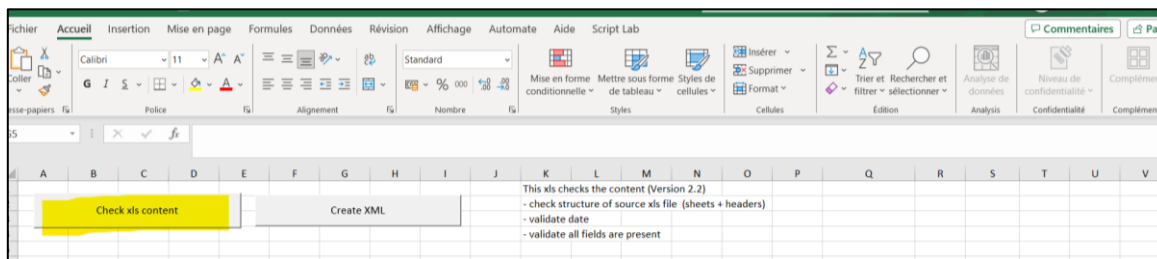 Fichier Accueil Insertion Mise en page Formules Données Révision Affichage Automate Aide Script Lab Commentaires
Calibri 11 A^ Aˇ ab Standard Insérer Σ A Z
Coller G I S A % 000 Mise en forme Mettre sous forme Styles de Supprimer Trier et Rechercher et Analyse de Niveau de
conditionnelle de tableau cellules Format filtrer sélectionner données confidentialité
Police Alignement Nombre Styles Cellules Édition Analysis Confidentialité
fx
A B C D E F G H I J K L M N O P Q R S T U V
This xls checks the content (Version 2.2)
Check xls content Create XML - check structure of source xls file (sheets + headers)
- validate date
- validate all fields are present